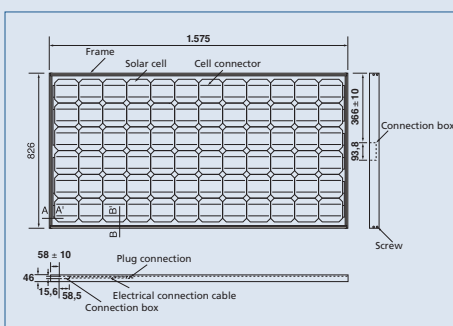 1.575
Frame
Solar cell
Cell connector
366 ± 10
Connection box
93,8
826
A A'
B' B
Screw
58 ± 10
Plug connection
46
15,6
58,5
Electrical connection cable
Connection box